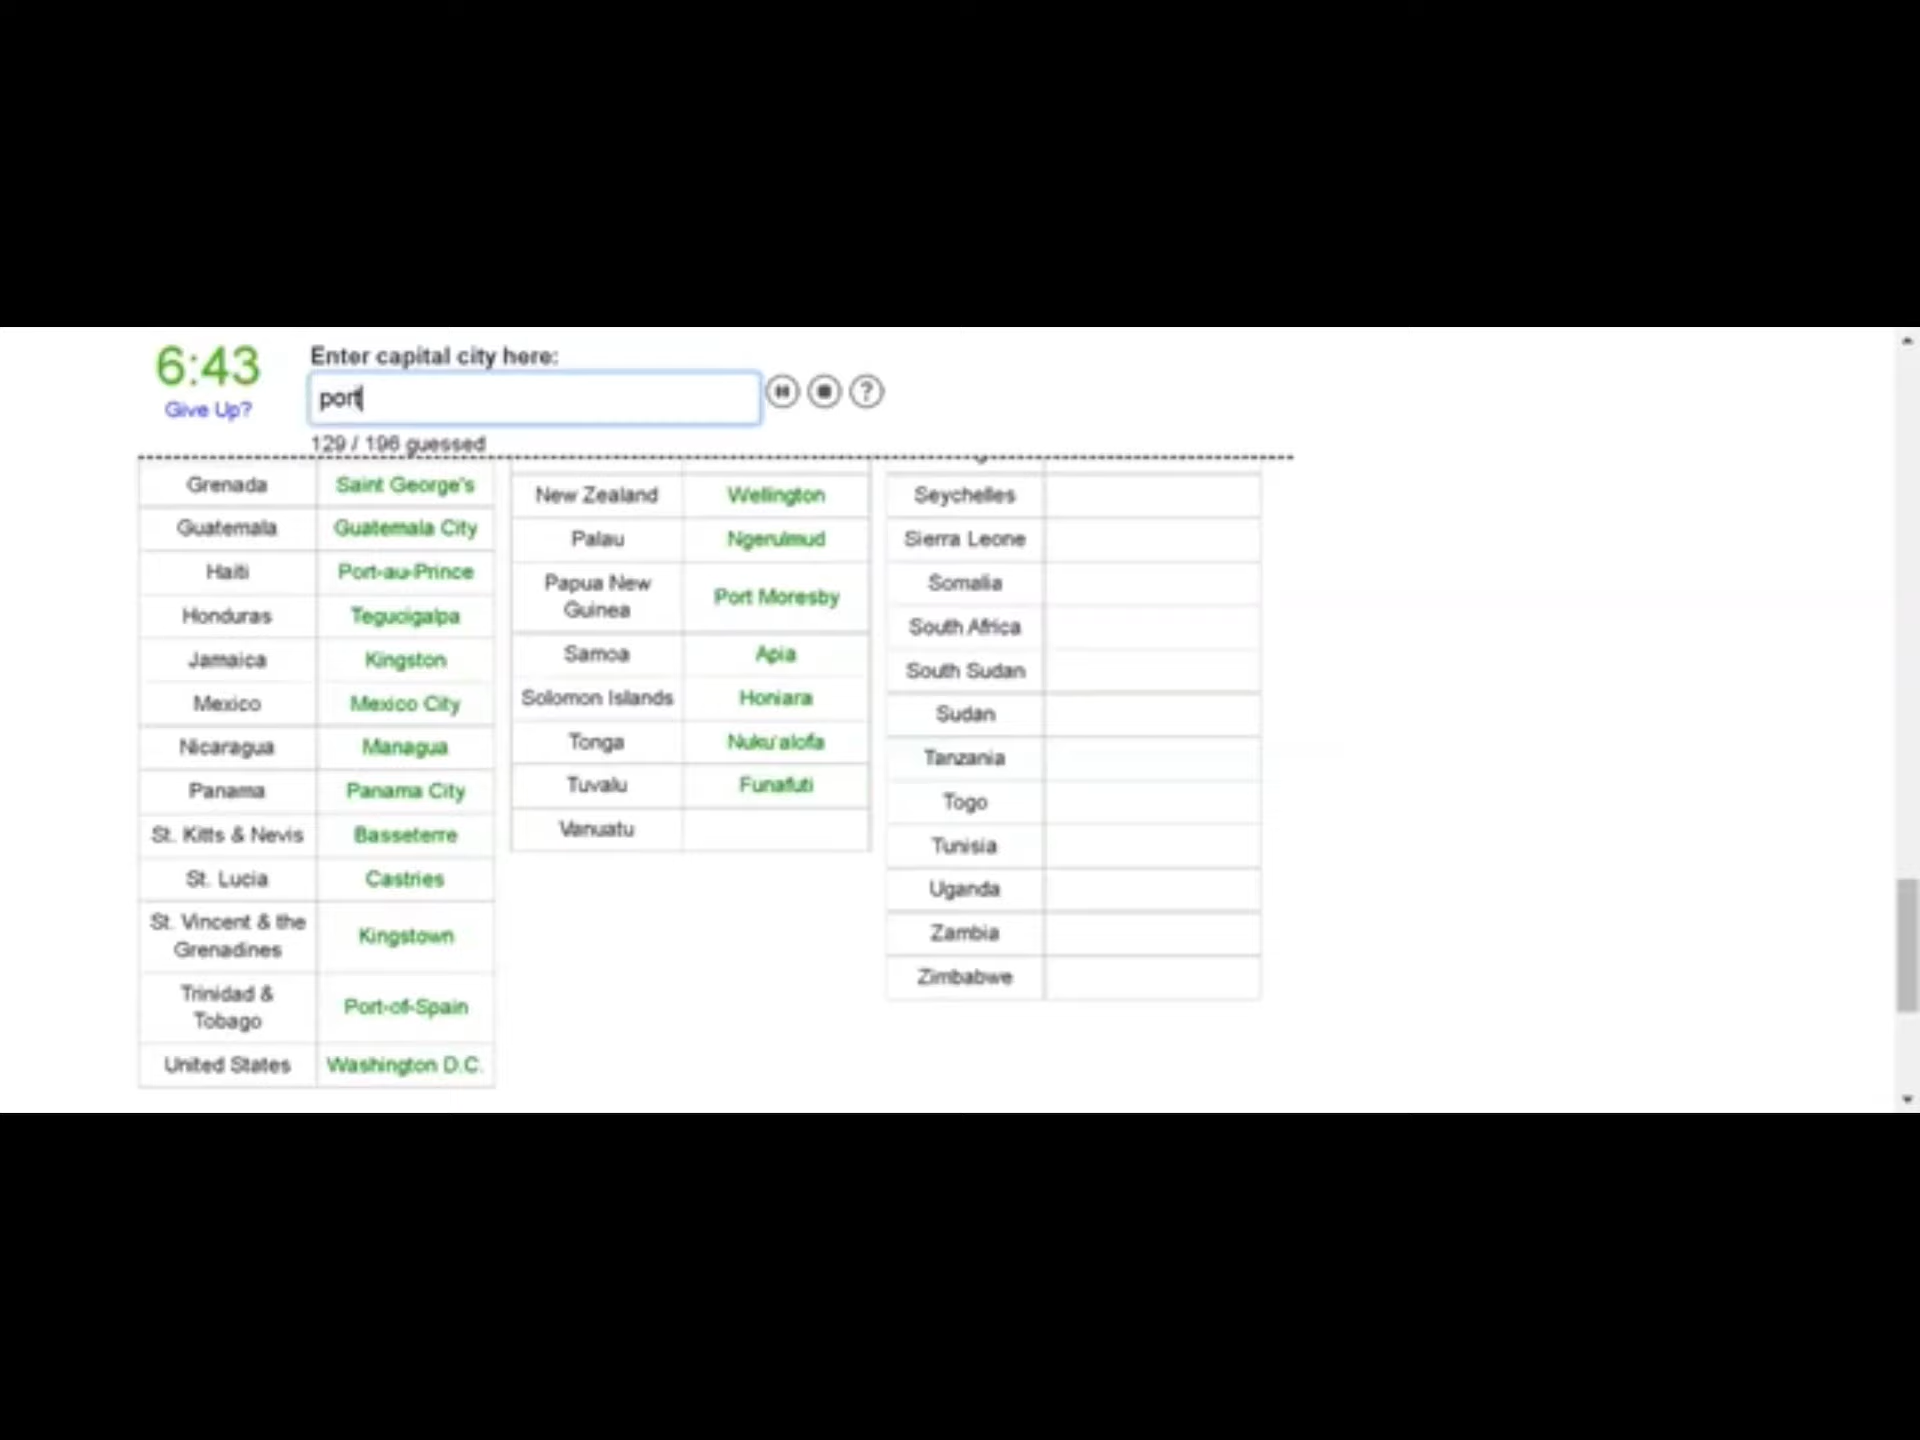 6:43
Give Up?
Enter capital city here:
port
129 / 196 guessed
Grenada Saint George's
Guatemala Guatemala City
Haiti Port-au-Prince
Honduras Tegucigalpa
Jamaica Kingston
Mexico Mexico City
Nicaragua Managua
Panama Panama City
St. Kitts & Nevis Basseterre
St. Lucia Castries
St. Vincent & the
Grenadines Kingstown
Trinidad &
Tobago Port-of-Spain
United States Washington D.C.
New Zealand Wellington
Palau Ngerulmud
Papua New
Guinea Port Moresby
Samoa Apia
Solomon Islands Honiara
Tonga Nuku'alofa
Tuvalu Funafuti
Vanuatu
Seychelles
Sierra Leone
Somalia
South Africa
South Sudan
Sudan
Tanzania
Togo
Tunisia
Uganda
Zambia
Zimbabwe